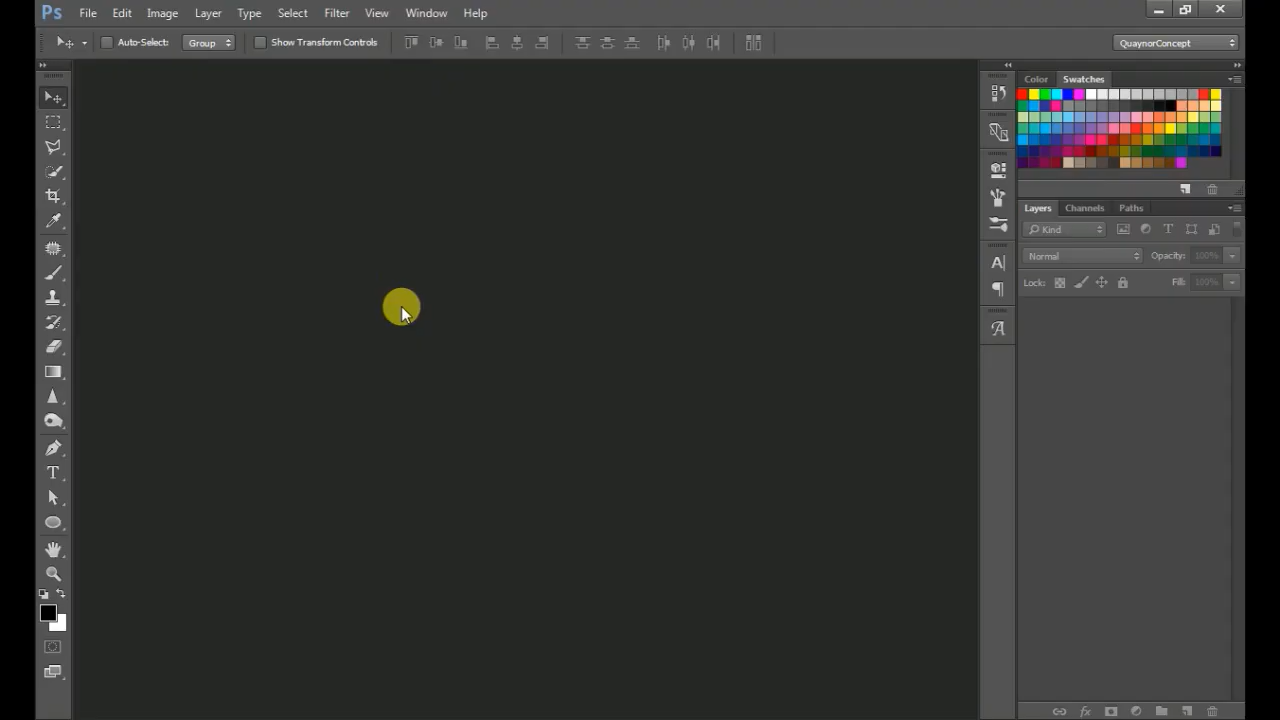 Ps File Edit Image Layer Type Select Filter View Window Help
Auto-Select: Group Show Transform Controls QuaynorConcept
Color Swatches
Layers Channels Paths
Kind
Normal Opacity: 100%
Lock: Fill: 100%